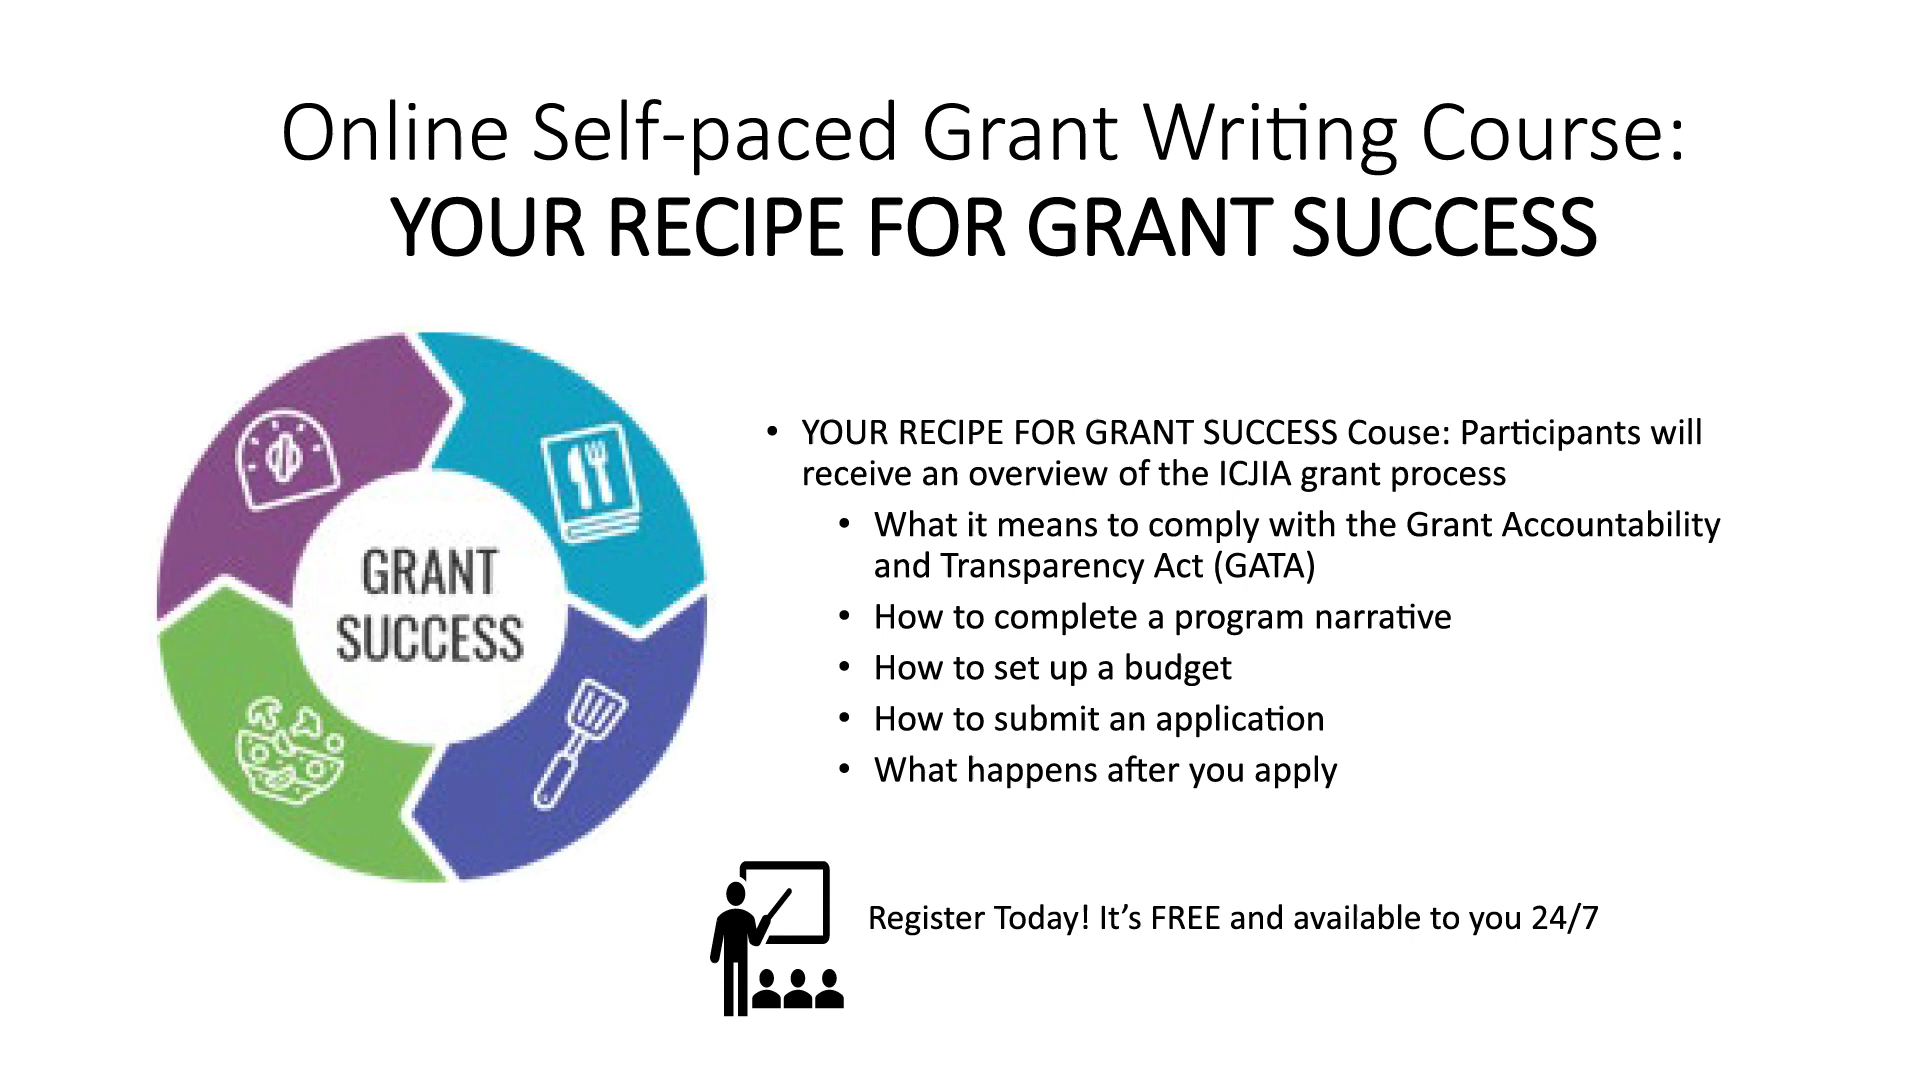 Online Self-paced Grant Writing Course:
YOUR RECIPE FOR GRANT SUCCESS
GRANT
SUCCESS
• YOUR RECIPE FOR GRANT SUCCESS Couse: Participants will
receive an overview of the ICJIA grant process
• What it means to comply with the Grant Accountability
and Transparency Act (GATA)
• How to complete a program narrative
• How to set up a budget
• How to submit an application
• What happens after you apply
Register Today! It’s FREE and available to you 24/7